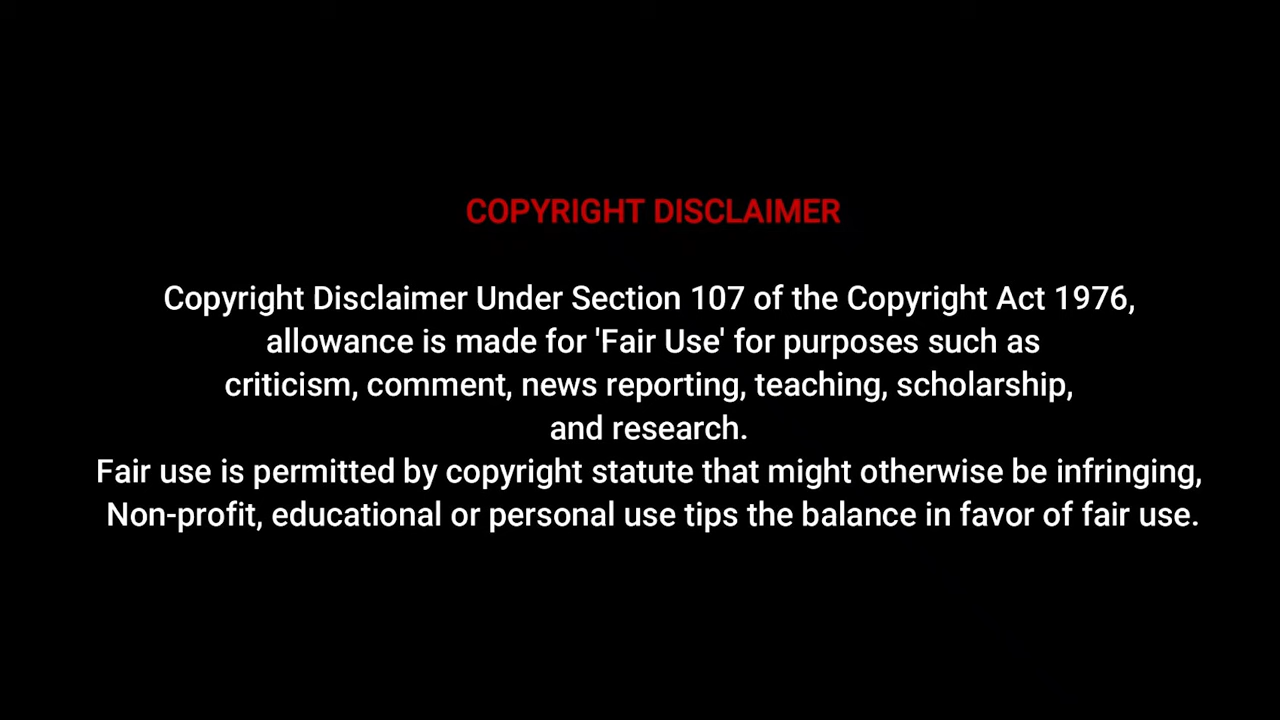 COPYRIGHT DISCLAIMER
Copyright Disclaimer Under Section 107 of the Copyright Act 1976,
allowance is made for 'Fair Use' for purposes such as
criticism, comment, news reporting, teaching, scholarship,
and research.
Fair use is permitted by copyright statute that might otherwise be infringing,
Non-profit, educational or personal use tips the balance in favor of fair use.